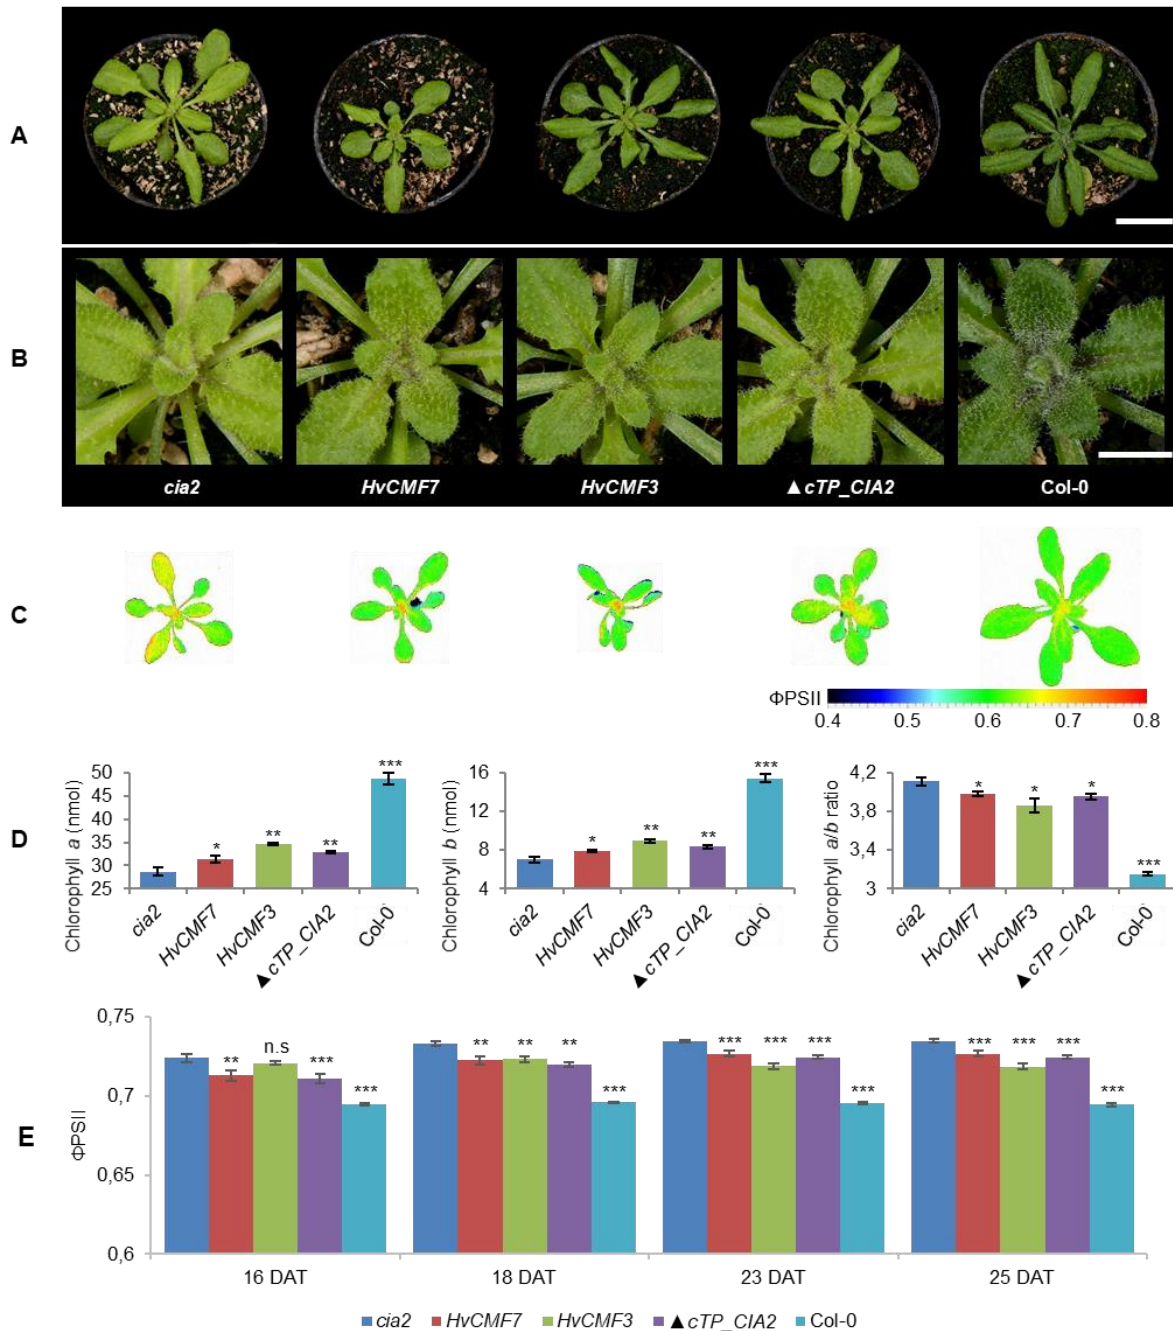 A
B
cia2 HvCMF7 HvCMF3 ▲cTP_CIA2 Col-0
C
ΦPSII
0.4 0.5 0.6 0.7 0.8
D
Chlorophyll a (nmol)
50
45
40
35
30
25
* ** ** ***
cia2 HvCMF7 HvCMF3 ▲cTP_CIA2 Col-0
Chlorophyll b (nmol)
16
12
8
4
* ** ** ***
cia2 HvCMF7 HvCMF3 ▲cTP_CIA2 Col-0
Chlorophyll a/b ratio
4,2
3,8
3,4
3
* * *
cia2 HvCMF7 HvCMF3 ▲cTP_CIA2 Col-0
E
ΦPSII
0,75
0,7
0,65
0,6
** n.s *** ***
** ** ** ***
*** *** *** ***
*** *** *** ***
16 DAT 18 DAT 23 DAT 25 DAT
cia2 HvCMF7 HvCMF3 ▲cTP_CIA2 Col-0